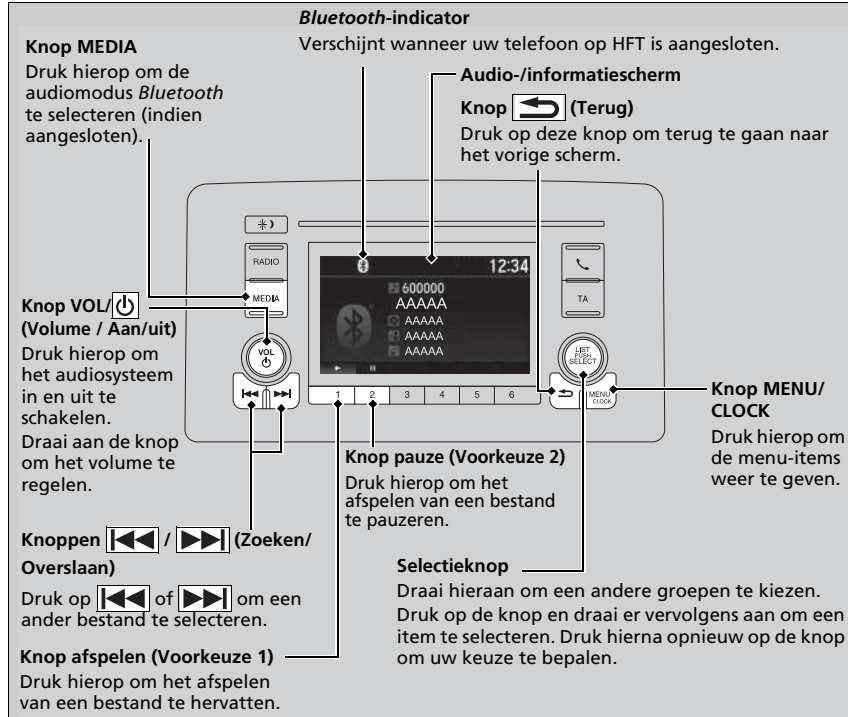 Bluetooth-indicator
Verschijnt wanneer uw telefoon op HFT is aangesloten.
Knop MEDIA
Druk hierop om de
audiomodus Bluetooth
te selecteren (indien
aangesloten).
Audio-/informatiescherm
Knop (Terug)
Druk op deze knop om terug te gaan naar
het vorige scherm.
RADIO
MEDIA
VOL
12:34
600000
AAAAA
AAAAA
AAAAA
AAAAA
1 2 3 4 5 6
TA
LIST
PUSH
SELECT
MENU
CLOCK
Knop VOL/
(Volume / Aan/uit)
Druk hierop om
het audiosysteem
in en uit te
schakelen.
Draai aan de knop
om het volume te
regelen.
Knop MENU/
CLOCK
Druk hierop om
de menu-items
weer te geven.
Knop pauze (Voorkeuze 2)
Druk hierop om het
afspelen van een bestand
te pauzeren.
Knoppen / (Zoeken/
Overslaan)
Druk op of om een
ander bestand te selecteren.
Selectieknop
Draai hieraan om een andere groepen te kiezen.
Druk op de knop en draai er vervolgens aan om een
item te selecteren. Druk hierna opnieuw op de knop
om uw keuze te bepalen.
Knop afspelen (Voorkeuze 1)
Druk hierop om het afspelen
van een bestand te hervatten.